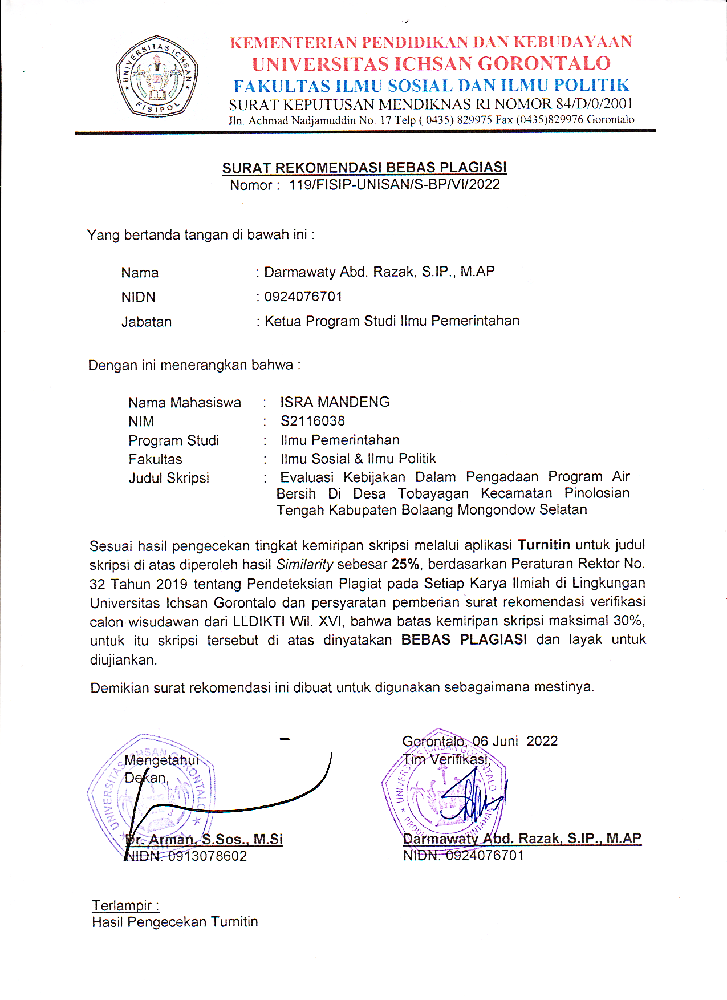 UNIVERSITAS ICHSAN
FISIPOL
KEMENTERIAN PENDIDIKAN DAN KEBUDAYAAN
UNIVERSITAS ICHSAN GORONTALO
FAKULTAS ILMU SOSIAL DAN ILMU POLITIK
SURAT KEPUTUSAN MENDIKNAS RI NOMOR 84/D/0/2001
Jln. Achmad Nadjamuddin No. 17 Telp ( 0435) 829975 Fax (0435)829976 Gorontalo
SURAT REKOMENDASI BEBAS PLAGIASI
Nomor : 119/FISIP-UNISAN/S-BP/VI/2022
Yang bertanda tangan di bawah ini :
Nama : Darmawaty Abd. Razak, S.IP., M.AP
NIDN : 0924076701
Jabatan : Ketua Program Studi Ilmu Pemerintahan
Dengan ini menerangkan bahwa :
Nama Mahasiswa : ISRA MANDENG
NIM : S2116038
Program Studi : Ilmu Pemerintahan
Fakultas : Ilmu Sosial & Ilmu Politik
Judul Skripsi : Evaluasi Kebijakan Dalam Pengadaan Program Air
Bersih Di Desa Tobayagan Kecamatan Pinolosian
Tengah Kabupaten Bolaang Mongondow Selatan
Sesuai hasil pengecekan tingkat kemiripan skripsi melalui aplikasi Turnitin untuk judul
skripsi di atas diperoleh hasil Similarity sebesar 25%, berdasarkan Peraturan Rektor No.
32 Tahun 2019 tentang Pendeteksian Plagiat pada Setiap Karya Ilmiah di Lingkungan
Universitas Ichsan Gorontalo dan persyaratan pemberian surat rekomendasi verifikasi
calon wisudawan dari LLDIKTI Wil. XVI, bahwa batas kemiripan skripsi maksimal 30%,
untuk itu skripsi tersebut di atas dinyatakan BEBAS PLAGIASI dan layak untuk
diujiankan.
Demikian surat rekomendasi ini dibuat untuk digunakan sebagaimana mestinya.
Gorontalo, 06 Juni 2022
Mengetahui
Dekan,
Tim Verifikasi,
Dr. Arman, S.Sos., M.Si
NIDN. 0913078602
Darmawaty Abd. Razak, S.IP., M.AP
NIDN. 0924076701
Terlampir :
Hasil Pengecekan Turnitin